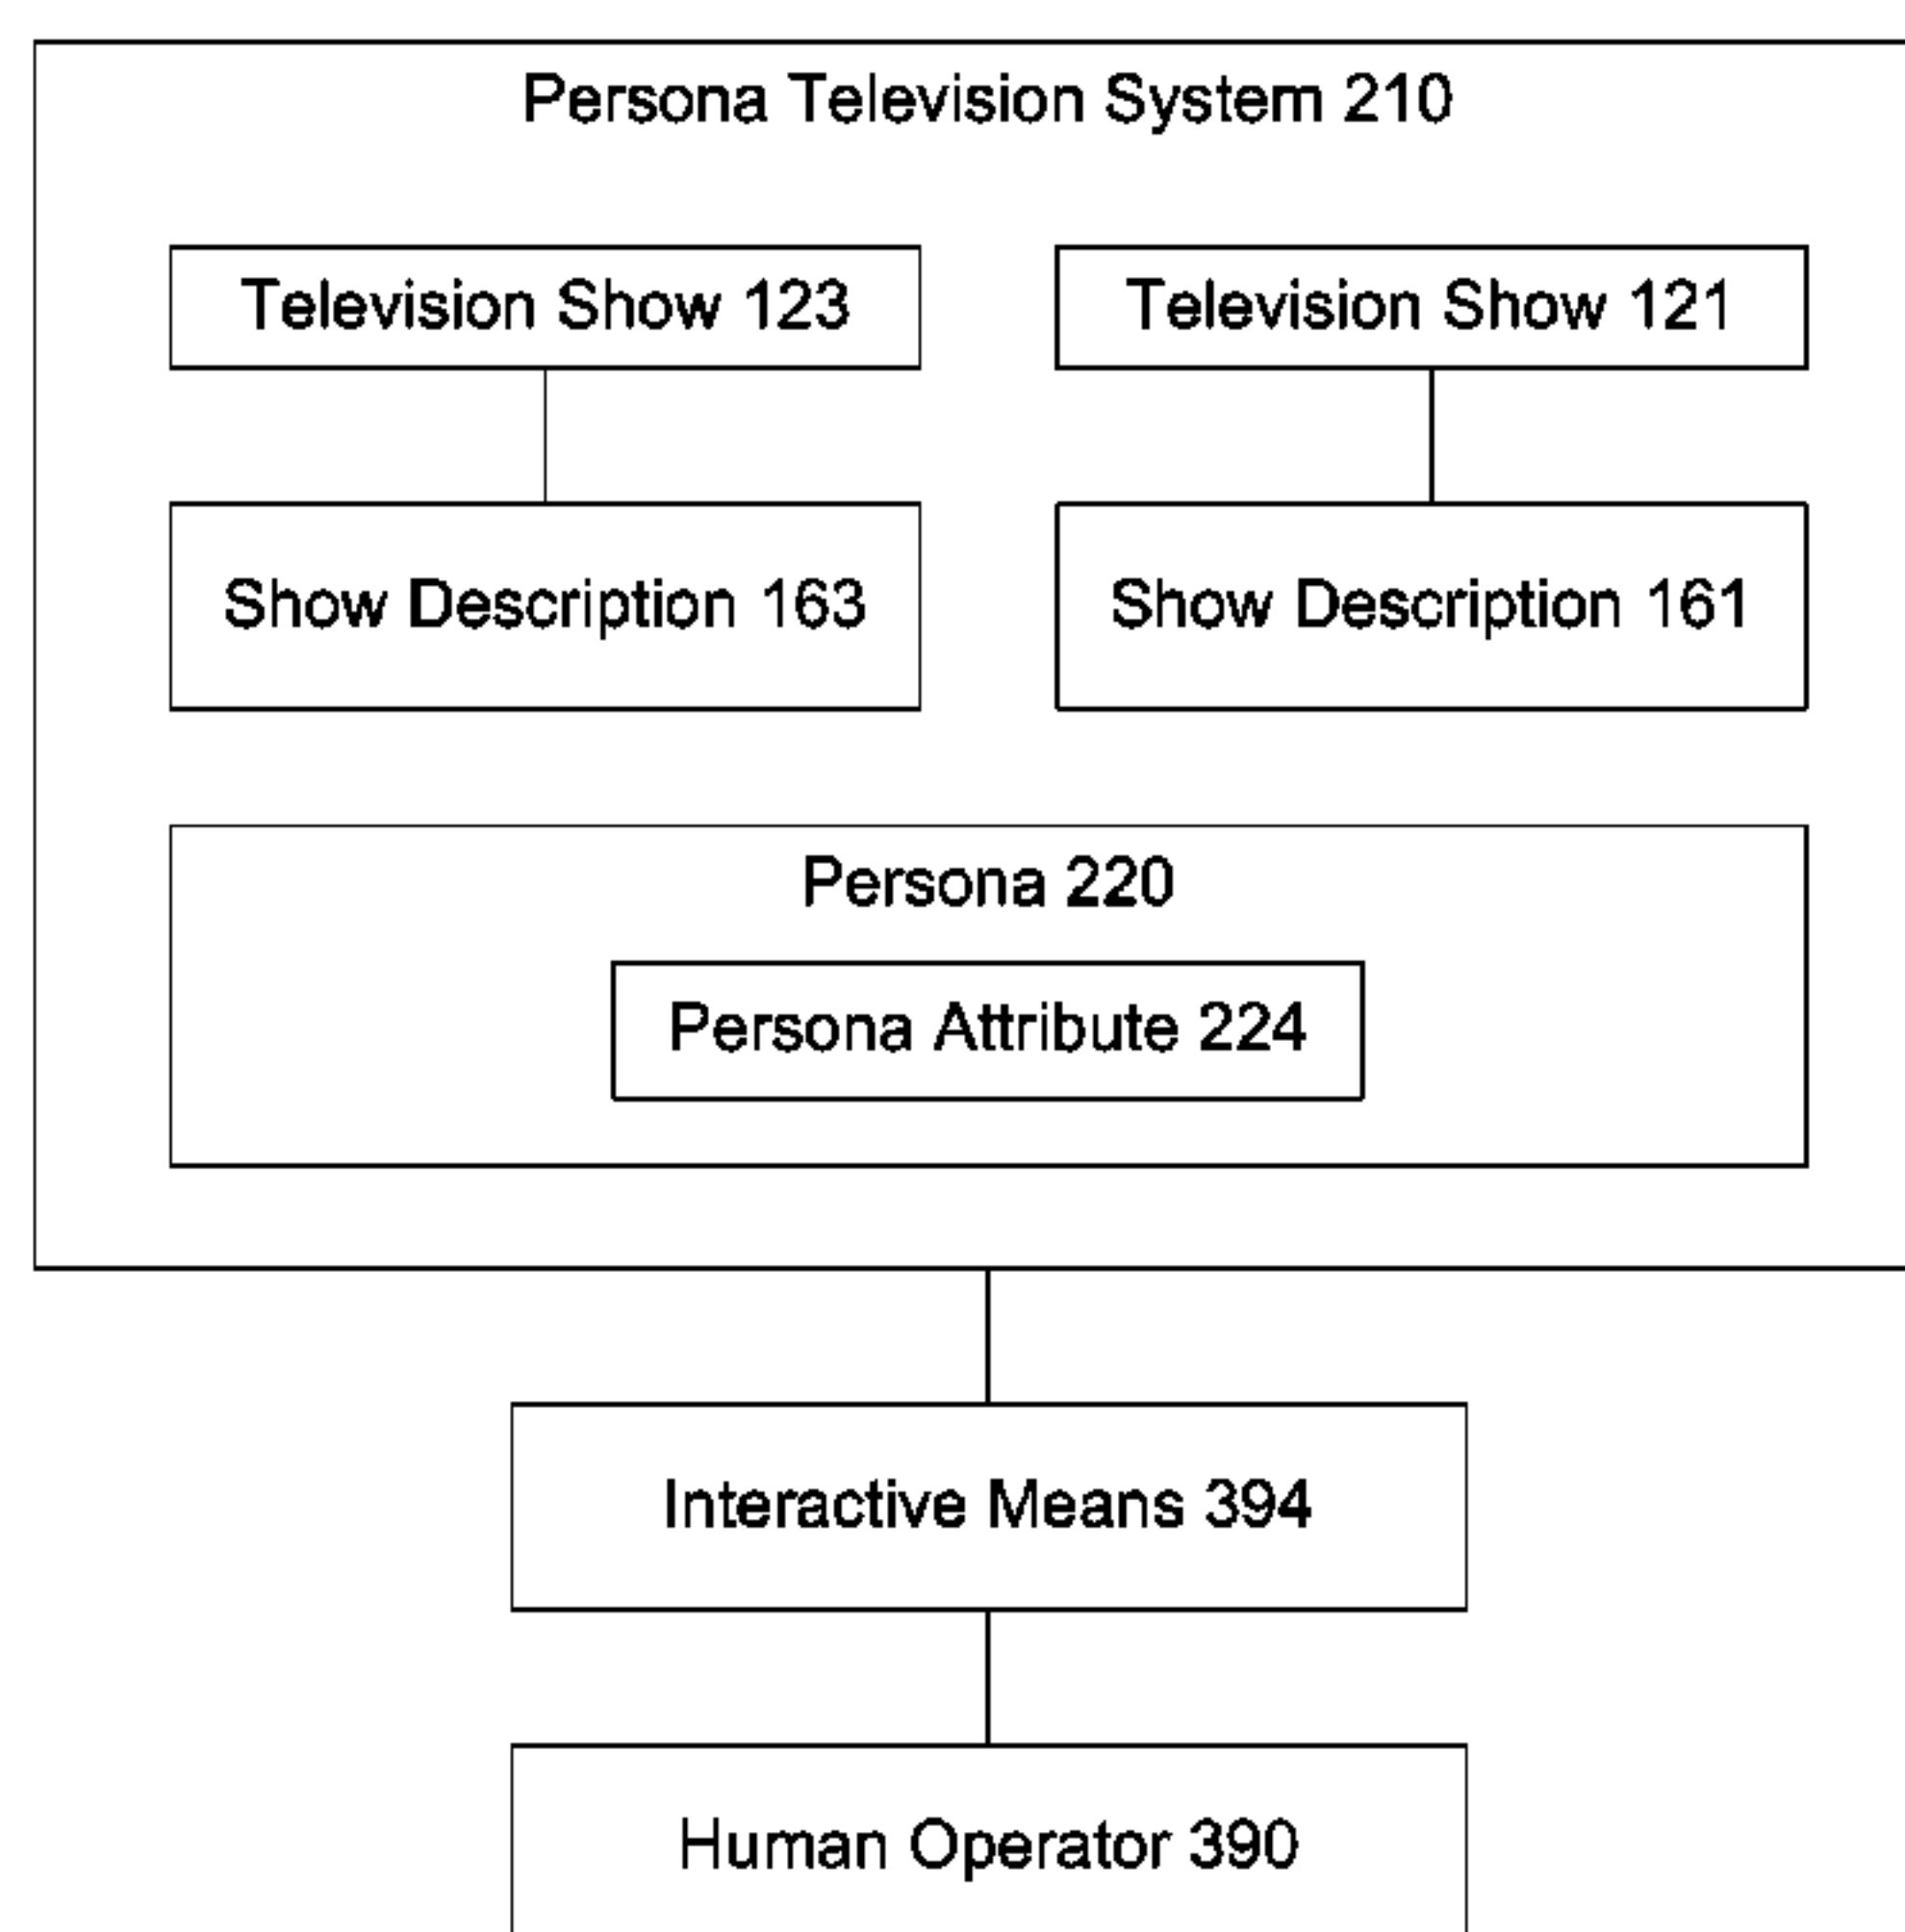 Persona Television System 210
Television Show 123
Television Show 121
Show Description 163
Show Description 161
Persona 220
Persona Attribute 224
Interactive Means 394
Human Operator 390